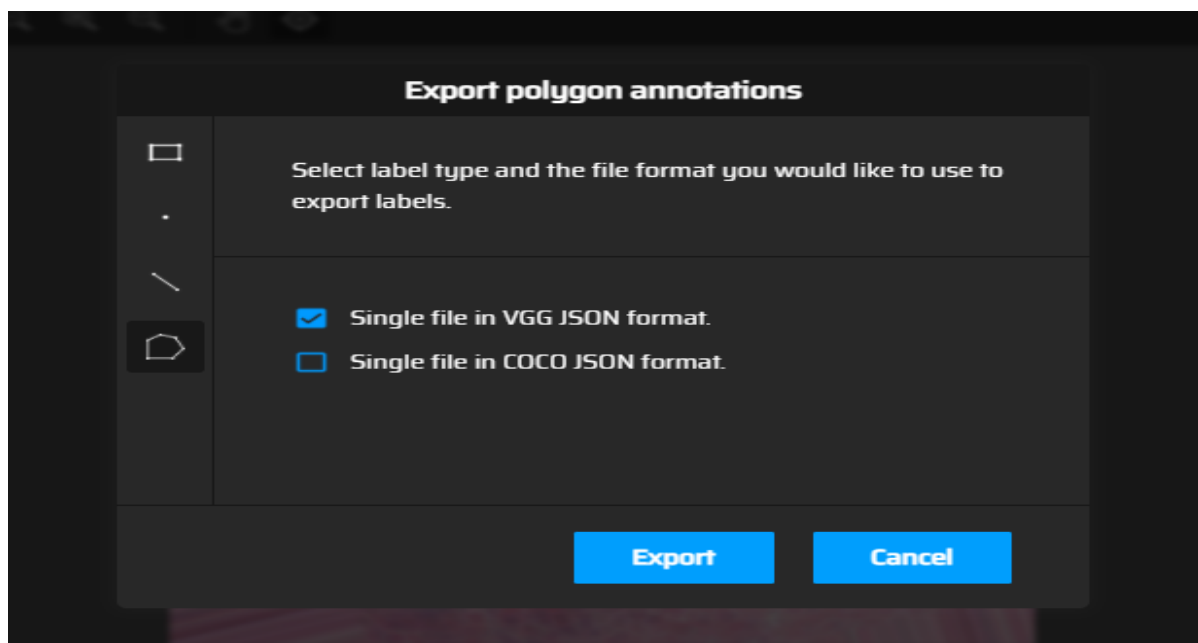 Export polygon annotations
Select label type and the file format you would like to use to
export labels.
Single file in VGG JSON format.
Single file in COCO JSON format.
Export
Cancel